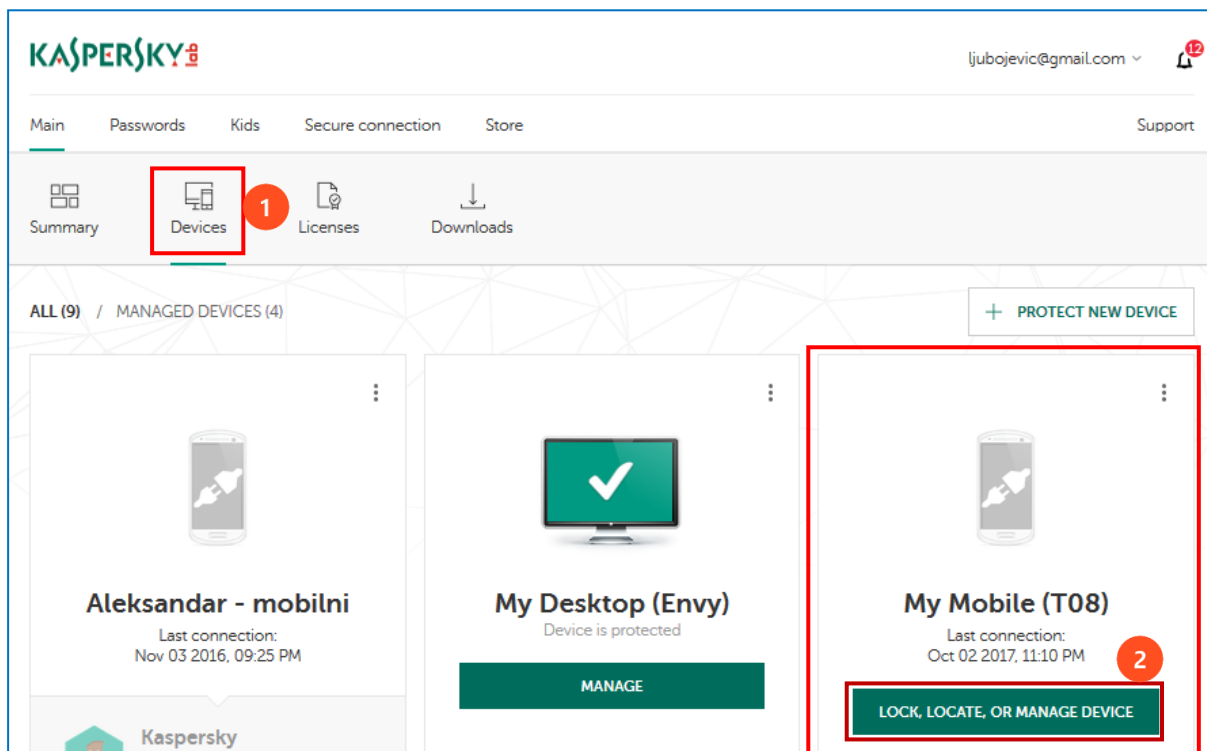 KASPERSKY lab
ljubojevic@gmail.com
12
Main Passwords Kids Secure connection Store Support
Summary Devices 1 Licenses Downloads
ALL (9) / MANAGED DEVICES (4)
+ PROTECT NEW DEVICE
Aleksandar - mobilni
Last connection:
Nov 03 2016, 09:25 PM
Kaspersky
My Desktop (Envy)
Device is protected
MANAGE
My Mobile (T08)
Last connection:
Oct 02 2017, 11:10 PM
2
LOCK, LOCATE, OR MANAGE DEVICE